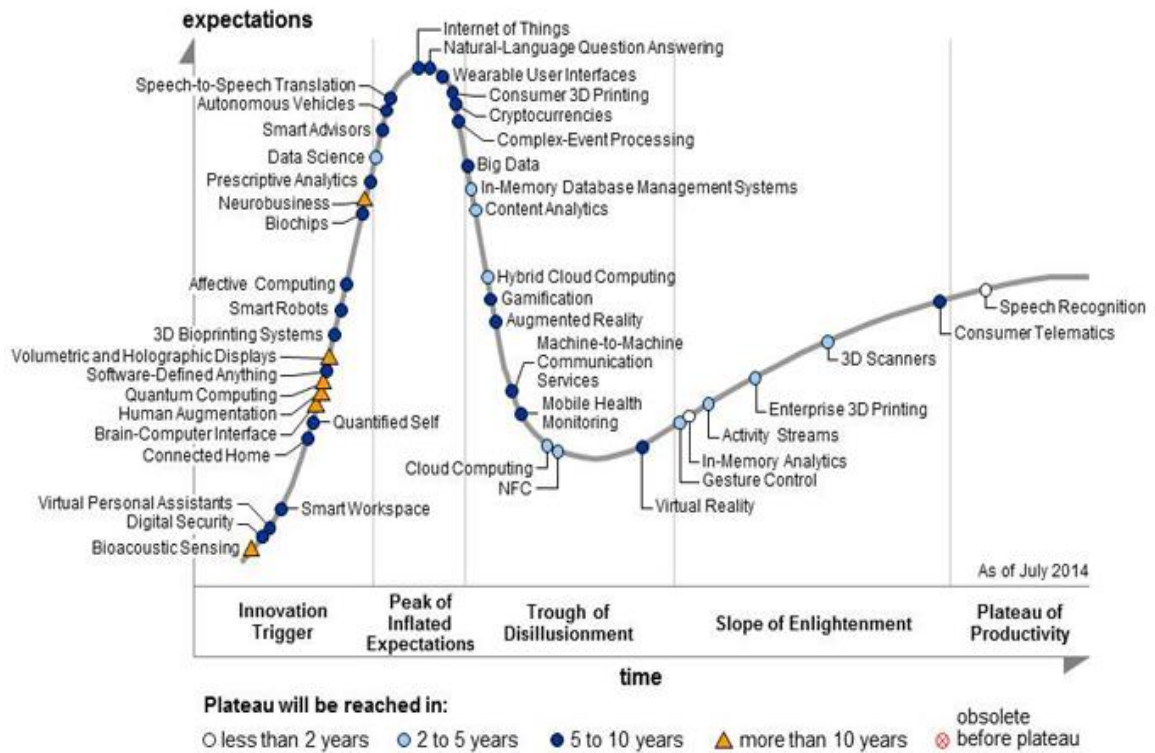 expectations
Internet of Things
Natural-Language Question Answering
Wearable User Interfaces
Speech-to-Speech Translation
Consumer 3D Printing
Autonomous Vehicles
Cryptocurrencies
Smart Advisors
Complex-Event Processing
Data Science
Big Data
Prescriptive Analytics
In-Memory Database Management Systems
Neurobusiness
Content Analytics
Biochips
Hybrid Cloud Computing
Affective Computing
Gamification
Smart Robots
Augmented Reality
3D Bioprinting Systems
Machine-to-Machine
Communication
Services
Volumetric and Holographic Displays
Software-Defined Anything
Quantum Computing
Human Augmentation
Mobile Health
Monitoring
Brain-Computer Interface
Quantified Self
Connected Home
Speech Recognition
Consumer Telematics
3D Scanners
Enterprise 3D Printing
Activity Streams
In-Memory Analytics
Gesture Control
Cloud Computing
NFC
Virtual Reality
Virtual Personal Assistants
Smart Workspace
Digital Security
Bioacoustic Sensing
As of July 2014
Innovation
Trigger
Peak of
Inflated
Expectations
Trough of
Disillusionment
Slope of Enlightenment
Plateau of
Productivity
time
Plateau will be reached in:
less than 2 years
2 to 5 years
5 to 10 years
more than 10 years
obsolete
before plateau